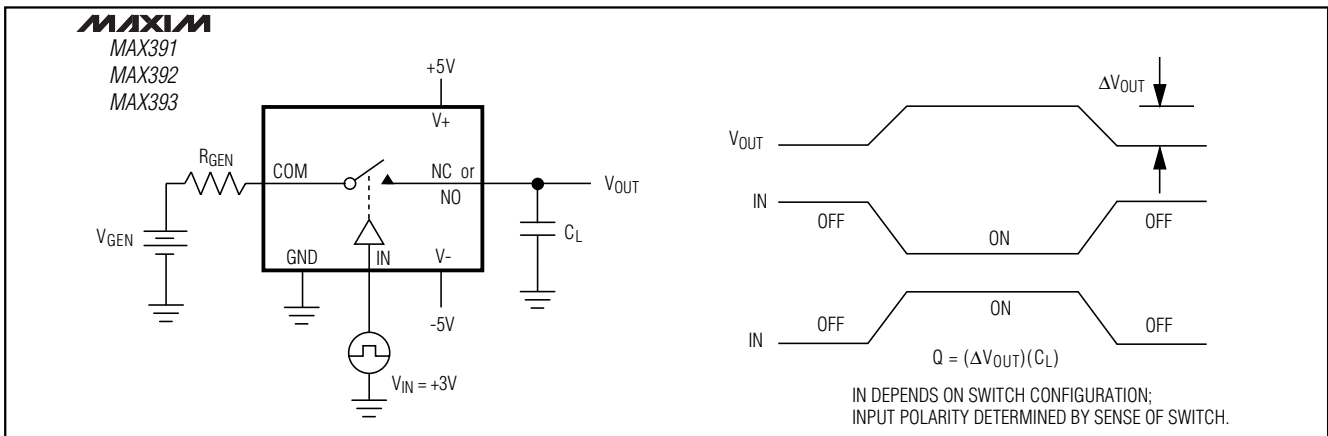 MAXIM
MAX391
MAX392
MAX393
+5V
V+
RGEN
COM
NC or
NO
VOUT
VGEN
CL
GND
IN
V-
-5V
VIN = +3V
ΔVOUT
VOUT
IN
OFF
ON
OFF
IN
OFF
ON
OFF
Q = (ΔVOUT)(CL)
IN DEPENDS ON SWITCH CONFIGURATION;
INPUT POLARITY DETERMINED BY SENSE OF SWITCH.